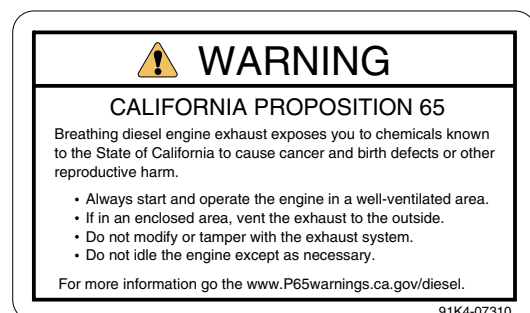 WARNING
CALIFORNIA PROPOSITION 65
Breathing diesel engine exhaust exposes you to chemicals known
to the State of California to cause cancer and birth defects or other
reproductive harm.
• Always start and operate the engine in a well-ventilated area.
• If in an enclosed area, vent the exhaust to the outside.
• Do not modify or tamper with the exhaust system.
• Do not idle the engine except as necessary.
For more information go the www.P65warnings.ca.gov/diesel.
91K4-07310